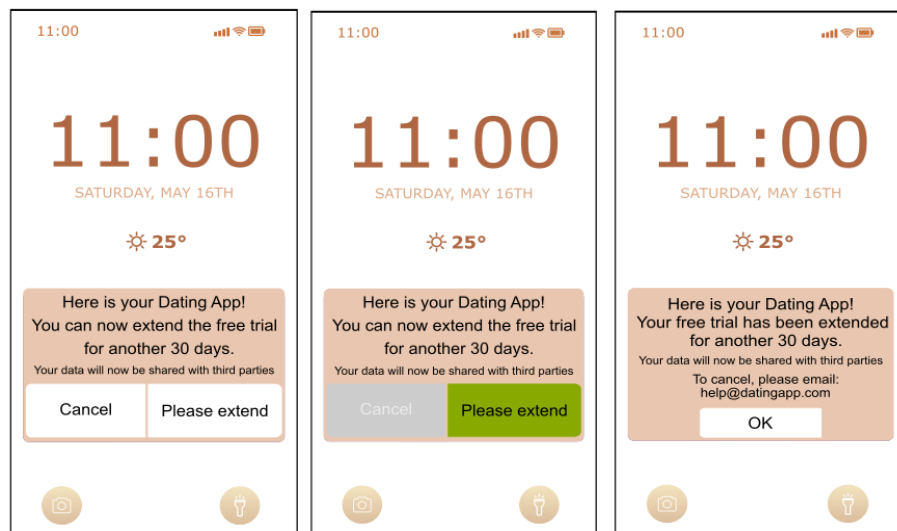 11:00
11:00
SATURDAY, MAY 16TH
25°
Here is your Dating App!
You can now extend the free trial
for another 30 days.
Your data will now be shared with third parties
Cancel
Please extend
11:00
11:00
SATURDAY, MAY 16TH
25°
Here is your Dating App!
You can now extend the free trial
for another 30 days.
Your data will now be shared with third parties
Cancel
Please extend
11:00
11:00
SATURDAY, MAY 16TH
25°
Here is your Dating App!
Your free trial has been extended
for another 30 days.
Your data will now be shared with third parties
To cancel, please email:
help@datingapp.com
OK